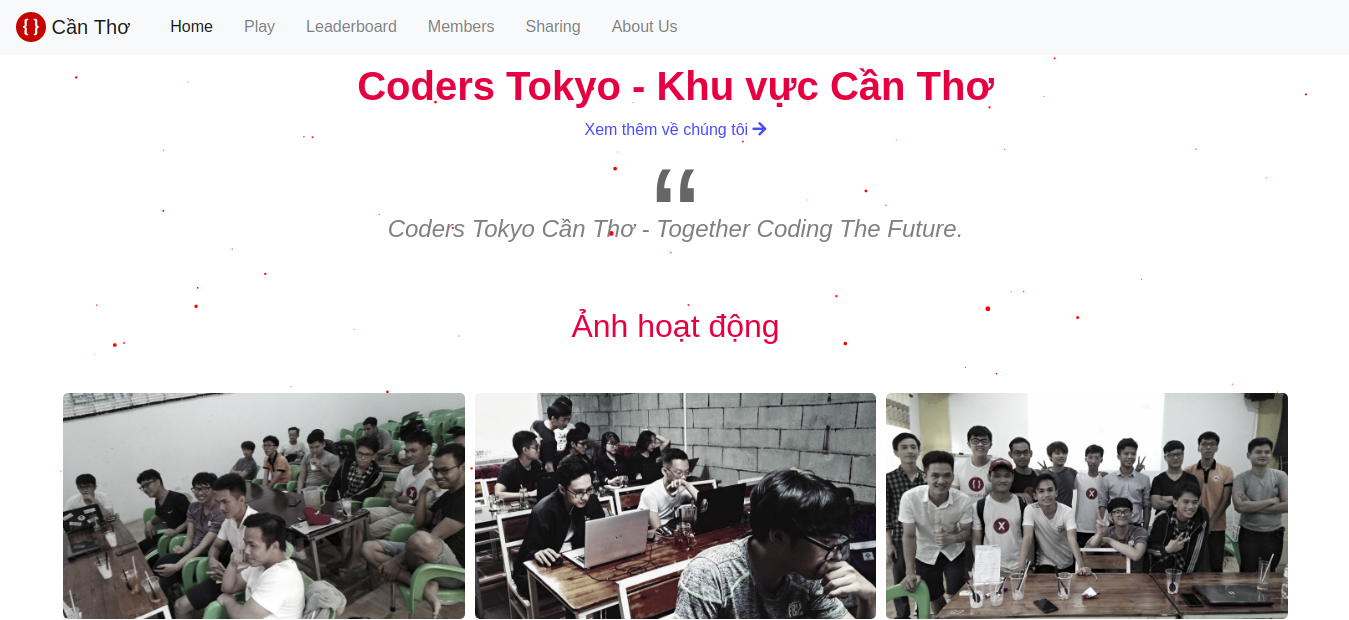 { } Cần Thơ Home Play Leaderboard Members Sharing About Us
Coders Tokyo - Khu vực Cần Thơ
Xem thêm về chúng tôi
“
Coders Tokyo Cần Thơ - Together Coding The Future.
Ảnh hoạt động